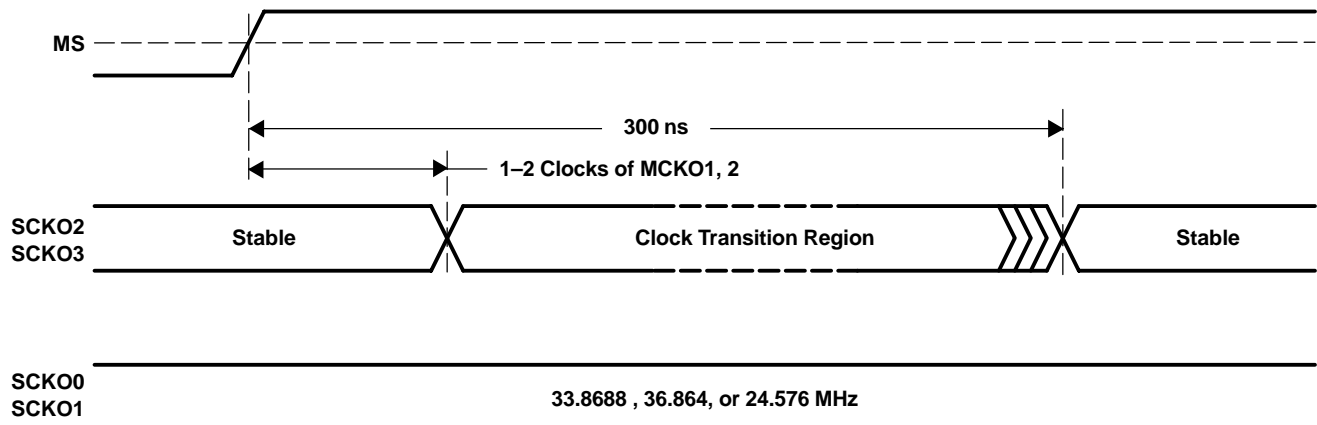 MS
300 ns
1–2 Clocks of MCKO1, 2
SCKO2
SCKO3
Stable
Clock Transition Region
Stable
SCKO0
SCKO1
33.8688 , 36.864, or 24.576 MHz